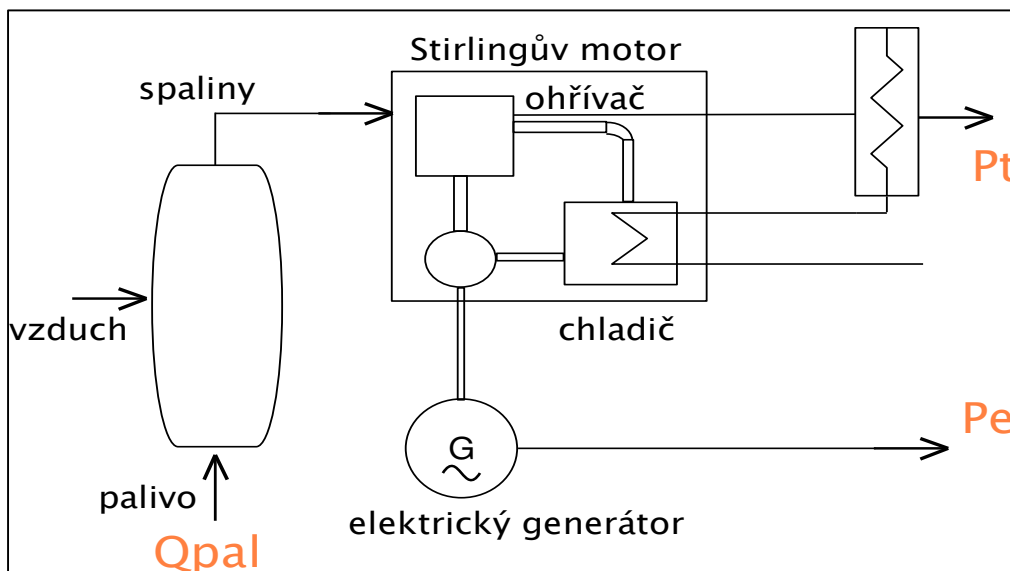 Stirlingův motor
spaliny
ohřívač
Pt
vzduch
chladič
Pe
G
palivo
elektrický generátor
Qpal